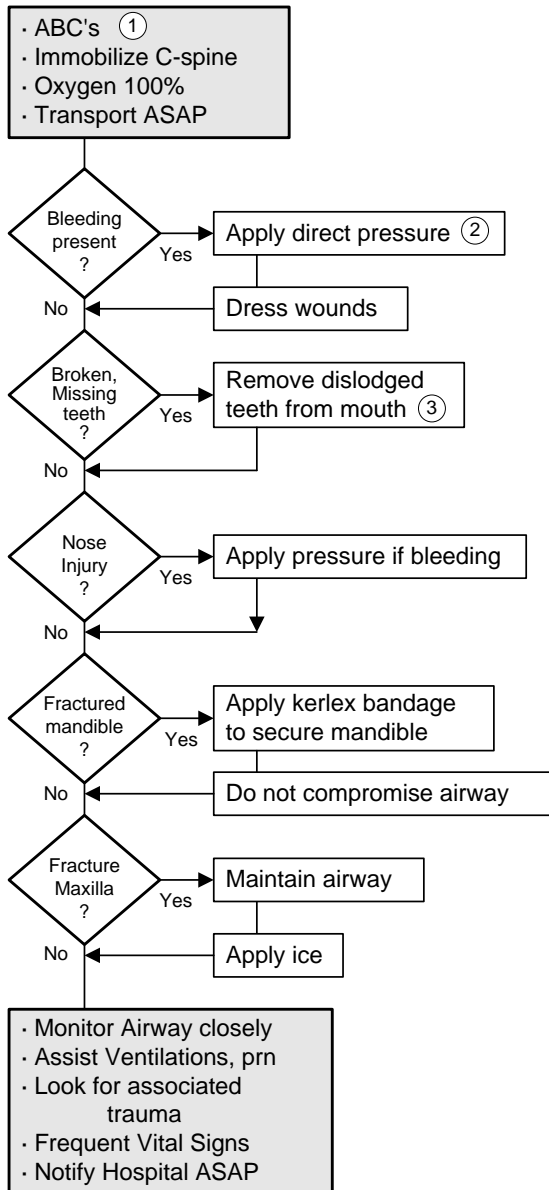 · ABC's ①
· Immobilize C-spine
· Oxygen 100%
· Transport ASAP
Bleeding
present
?
Yes
Apply direct pressure ②
No
Dress wounds
Broken,
Missing
teeth
?
Yes
Remove dislodged
teeth from mouth ③
No
Nose
Injury
?
Yes
Apply pressure if bleeding
No
Fractured
mandible
?
Yes
Apply kerlex bandage
to secure mandible
No
Do not compromise airway
Fracture
Maxilla
?
Yes
Maintain airway
No
Apply ice
· Monitor Airway closely
· Assist Ventilations, prn
· Look for associated
trauma
· Frequent Vital Signs
· Notify Hospital ASAP